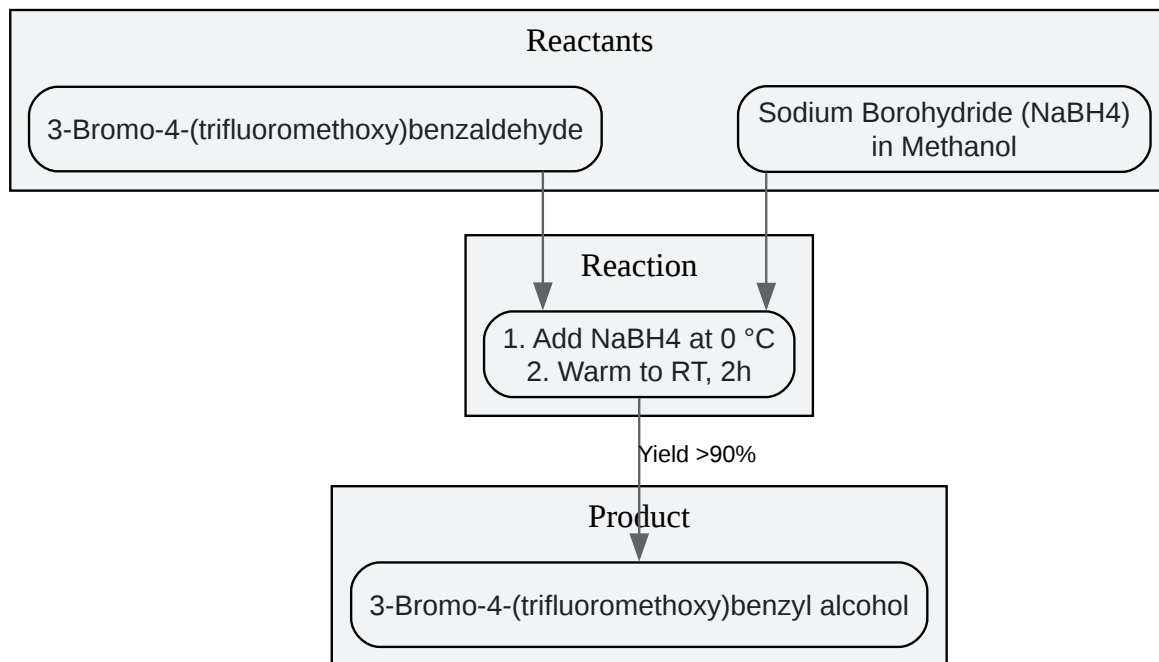 Reactants
3-Bromo-4-(trifluoromethoxy)benzaldehyde
Sodium Borohydride (NaBH4)
in Methanol
Reaction
1. Add NaBH4 at 0 °C
2. Warm to RT, 2h
Yield >90%
Product
3-Bromo-4-(trifluoromethoxy)benzyl alcohol